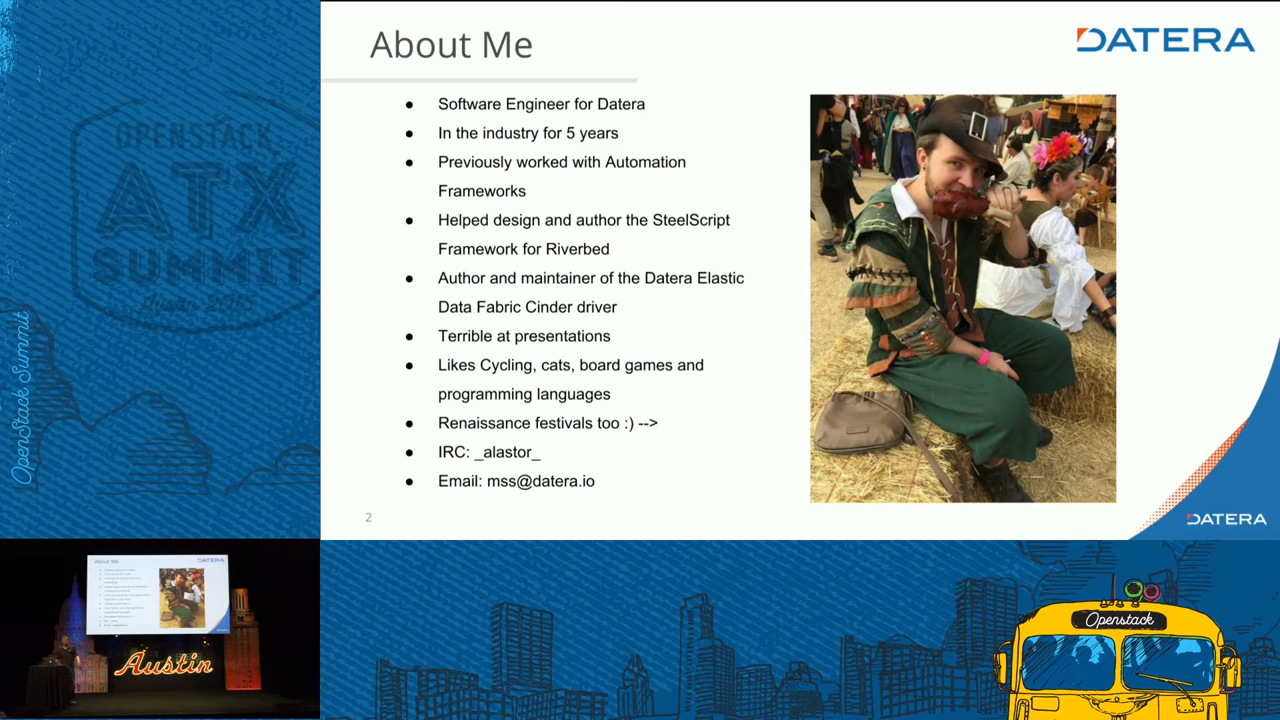 About Me
DATERA
● Software Engineer for Datera
● In the industry for 5 years
● Previously worked with Automation
Frameworks
● Helped design and author the SteelScript
Framework for Riverbed
● Author and maintainer of the Datera Elastic
Data Fabric Cinder driver
● Terrible at presentations
● Likes Cycling, cats, board games and
programming languages
● Renaissance festivals too :) -->
● IRC: _alastor_
● Email: mss@datera.io
2
DATERA
OPENSTACK
ATX
SUMMIT
OpenStack Summit
About Me
DATERA
Austin
Openstack